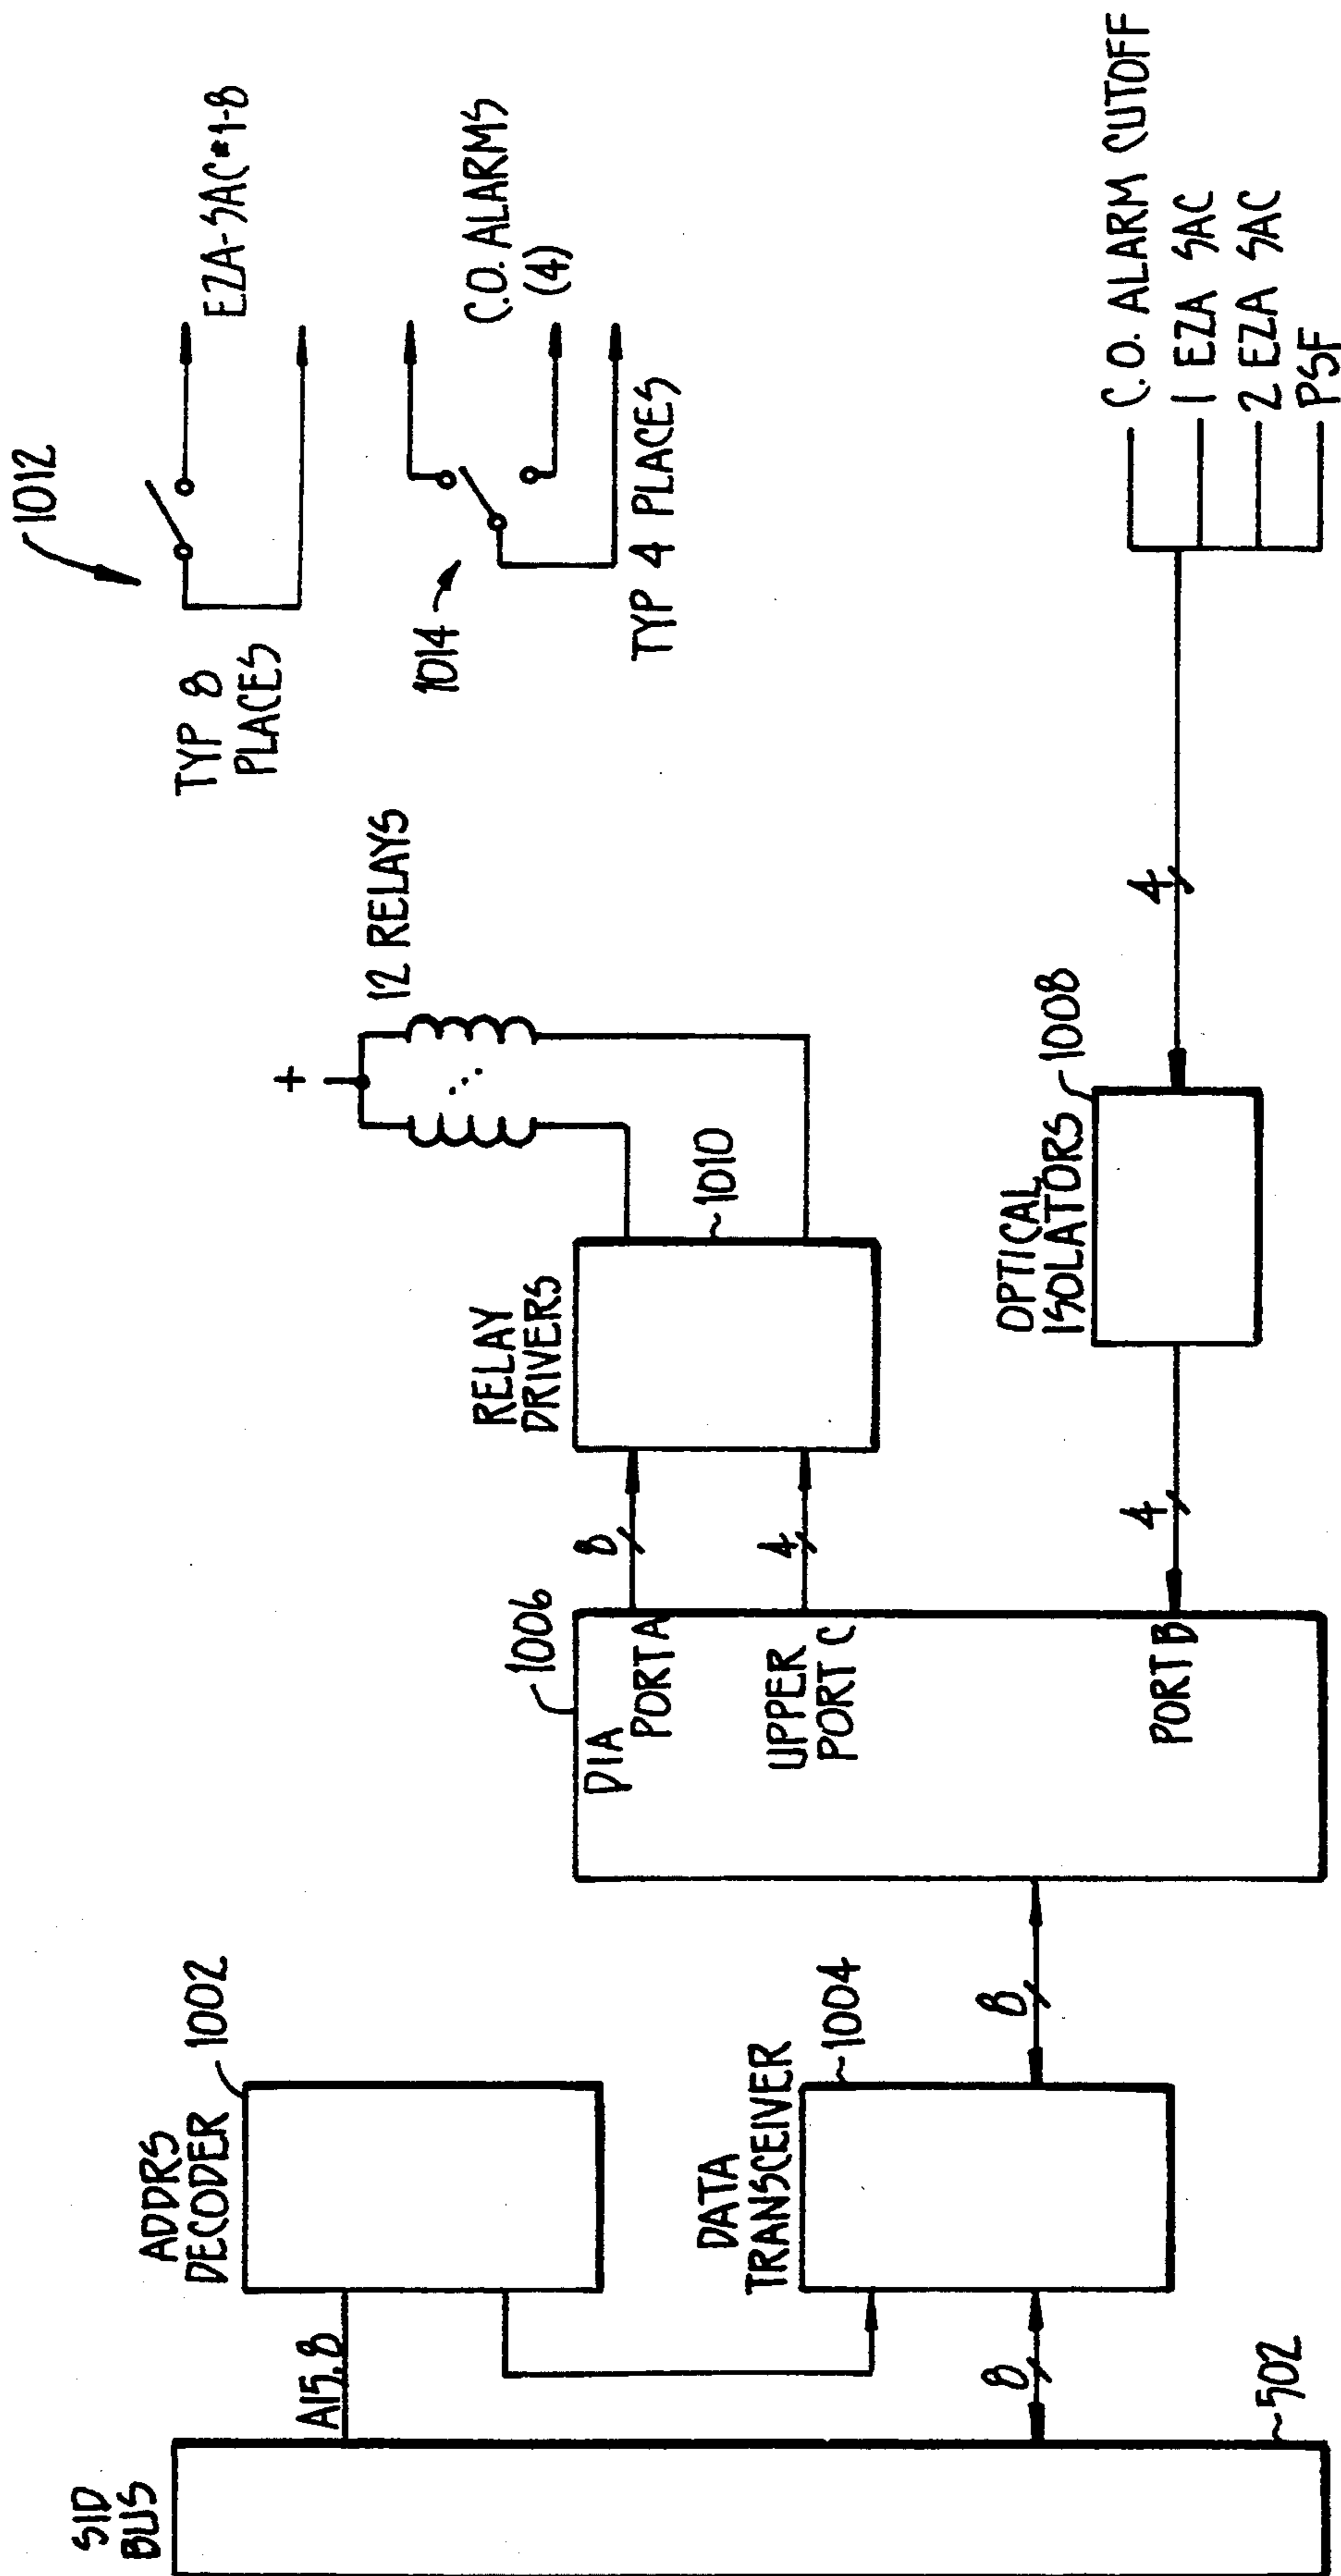 SID
BUS
502
A15,8
8
ADDRS
DECODER
1002
DATA
TRANSCEIVER
1004
8
1006
DIA
PORT A
UPPER
PORT C
PORT B
8
4
4
RELAY
DRIVERS
1010
OPTICAL
ISOLATORS
1008
+
12 RELAYS
4
TYP 8
PLACES
1012
EZA-SAC#1-8
1014
TYP 4 PLACES
C.O. ALARMS
(4)
C.O. ALARM CUTOFF
1 EZA SAC
2 EZA SAC
PSF